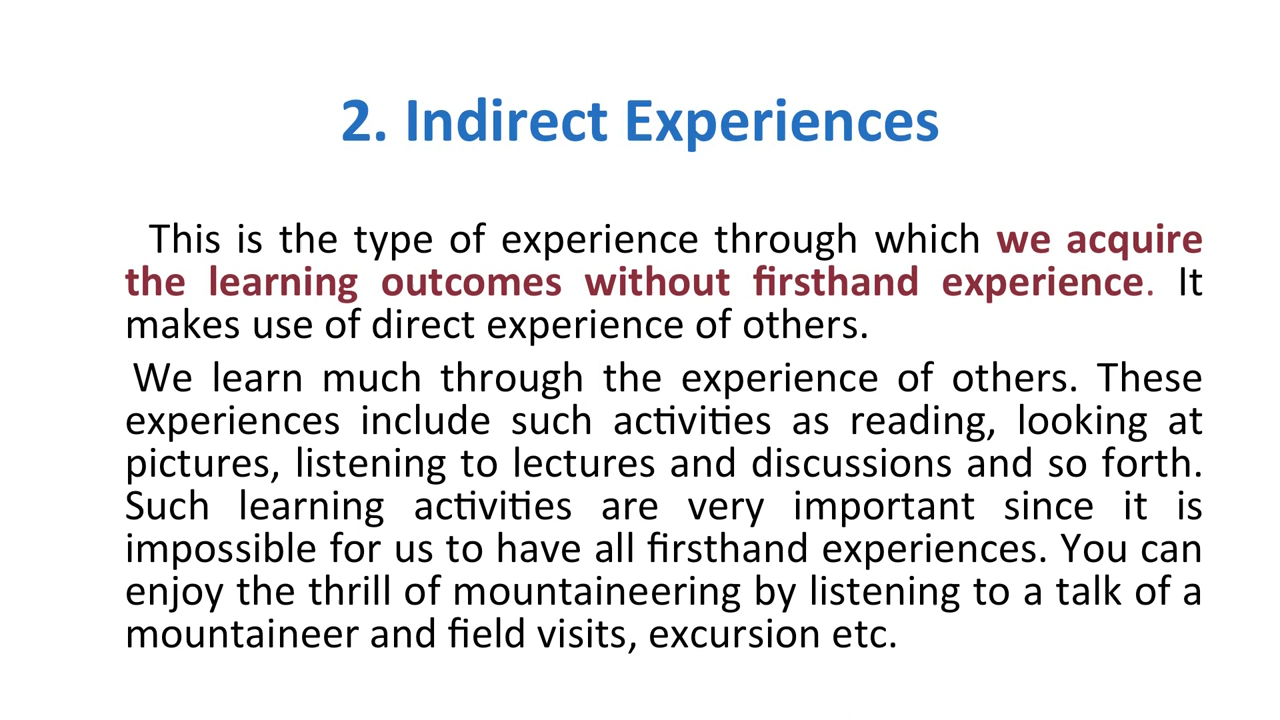 2. Indirect Experiences
This is the type of experience through which we acquire
the learning outcomes without firsthand experience. It
makes use of direct experience of others.
We learn much through the experience of others. These
experiences include such activities as reading, looking at
pictures, listening to lectures and discussions and so forth.
Such learning activities are very important since it is
impossible for us to have all firsthand experiences. You can
enjoy the thrill of mountaineering by listening to a talk of a
mountaineer and field visits, excursion etc.